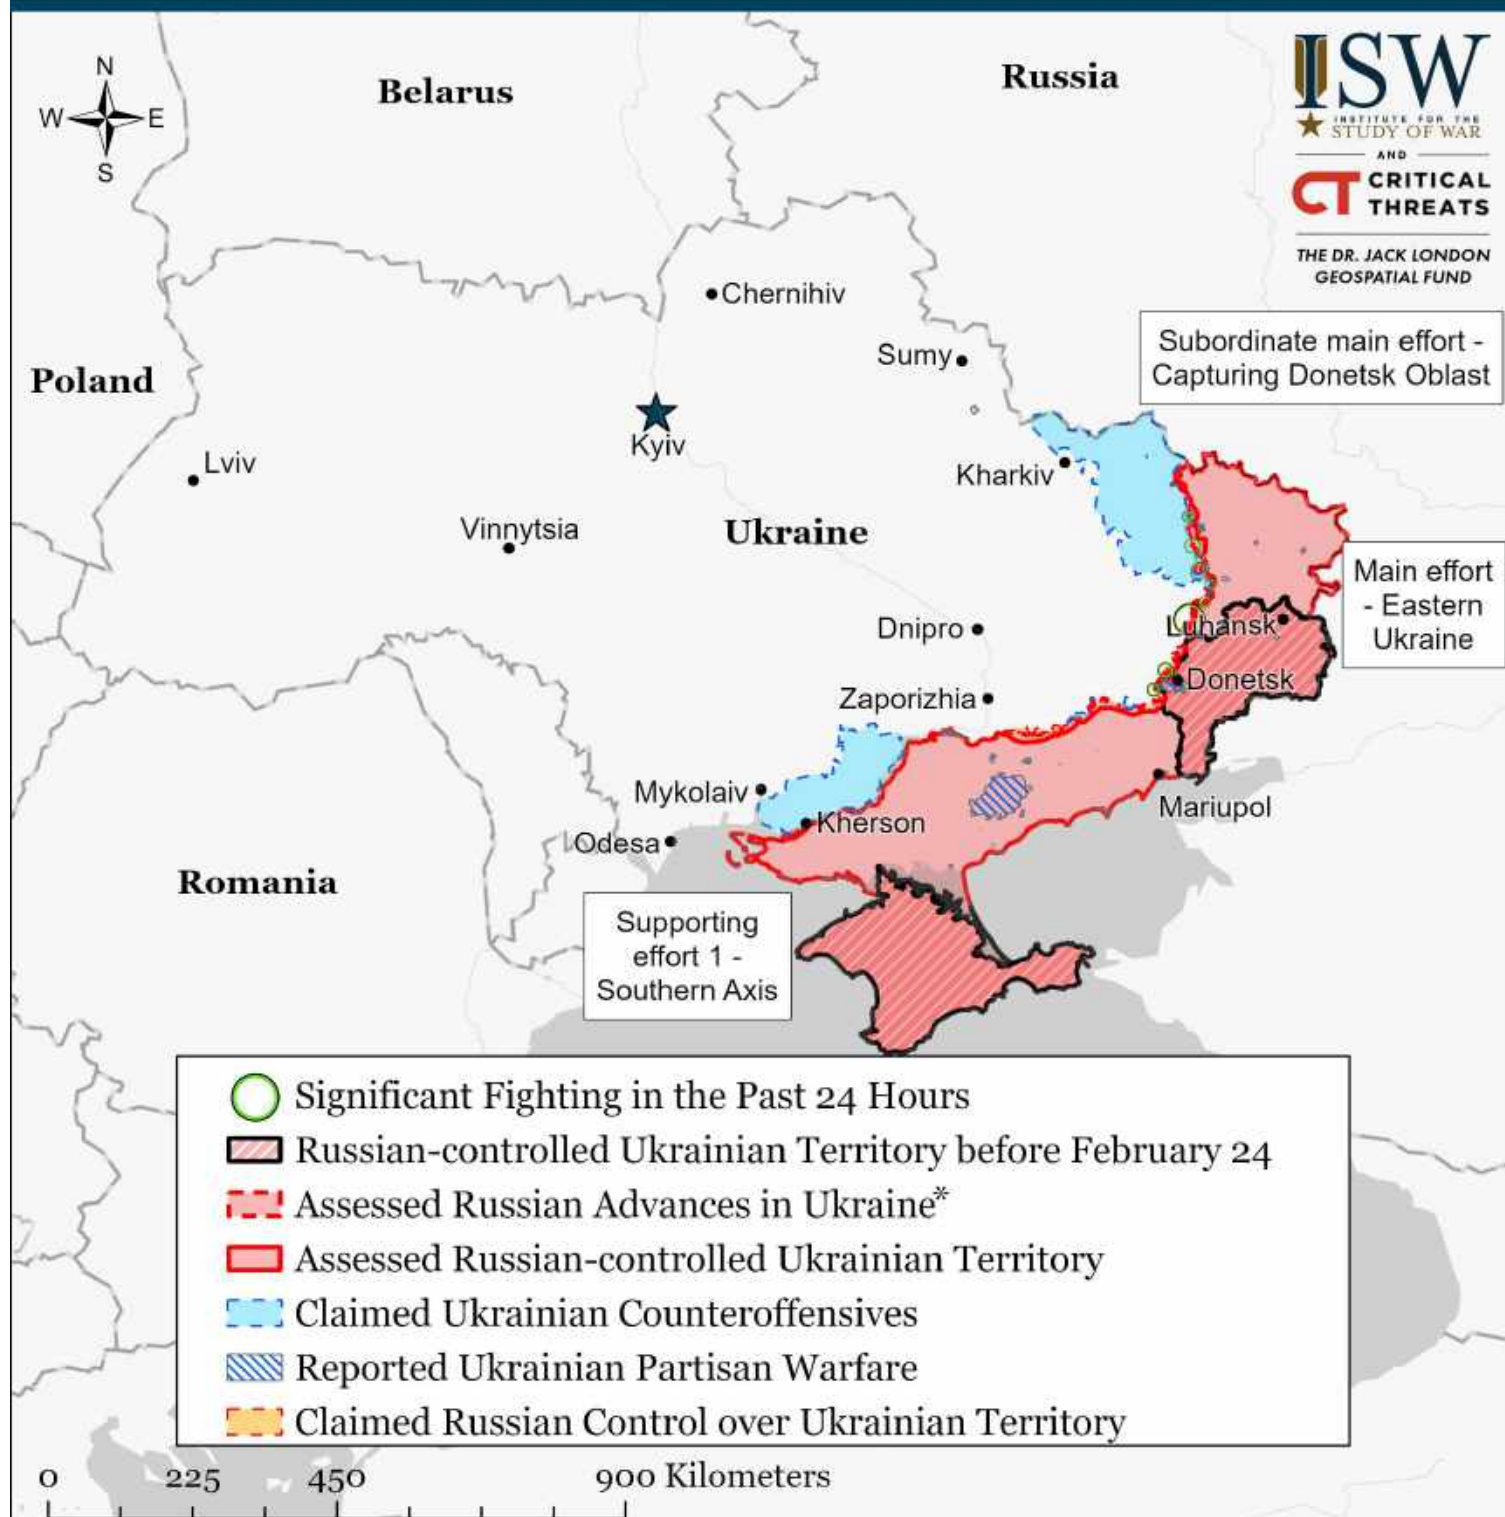 N
W E
S
Belarus
Russia
ISW
INSTITUTE FOR THE
STUDY OF WAR
AND
CT CRITICAL
THREATS
THE DR. JACK LONDON
GEOSPATIAL FUND
Chernihiv
Sumy
Subordinate main effort -
Capturing Donetsk Oblast
Poland
Kyiv
Lviv
Kharkiv
Vinnytsia
Ukraine
Main effort
- Eastern
Ukraine
Dnipro
Luhansk
Donetsk
Zaporizhia
Mykolaiv
Mariupol
Kherson
Odesa
Romania
Supporting
effort 1 -
Southern Axis
Significant Fighting in the Past 24 Hours
Russian-controlled Ukrainian Territory before February 24
Assessed Russian Advances in Ukraine*
Assessed Russian-controlled Ukrainian Territory
Claimed Ukrainian Counteroffensives
Reported Ukrainian Partisan Warfare
Claimed Russian Control over Ukrainian Territory
0 225 450 900 Kilometers